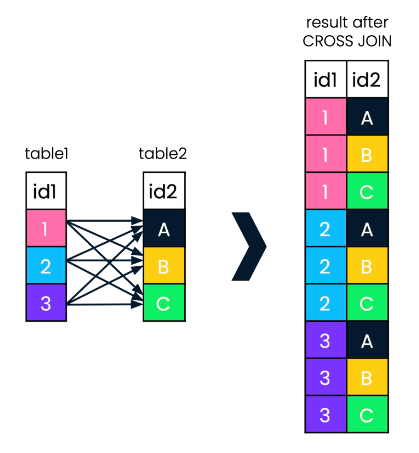 result after
CROSS JOIN
id1 id2
1 A
1 B
1 C
2 A
2 B
2 C
3 A
3 B
3 C
table1
id1
1
2
3
table2
id2
A
B
C